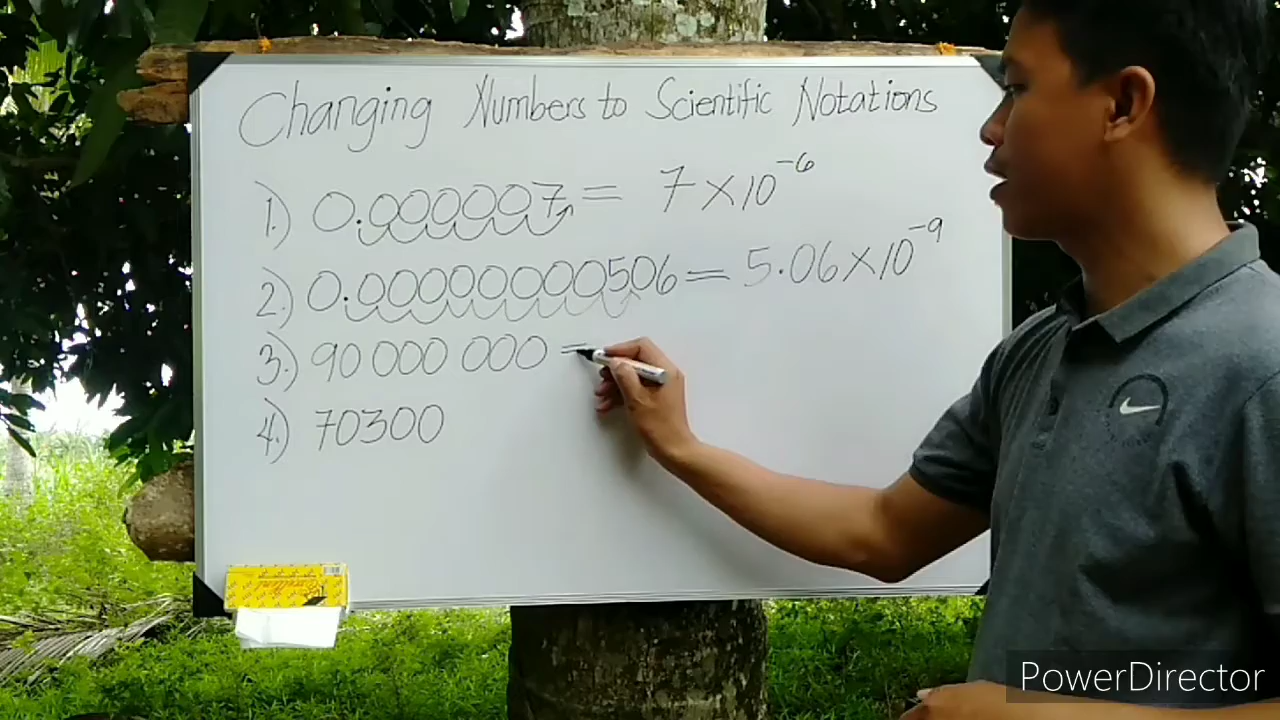 Changing Numbers to Scientific Notations
1.) 0.000007 = 7 × 10⁻⁶
2.) 0.00000000506 = 5.06 × 10⁻⁹
3.) 90 000 000 =
4.) 70300
PowerDirector